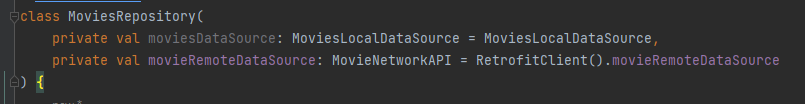 class MoviesRepository(
    private val moviesDataSource: MoviesLocalDataSource = MoviesLocalDataSource,
    private val movieRemoteDataSource: MovieNetworkAPI = RetrofitClient().movieRemoteDataSource
) {